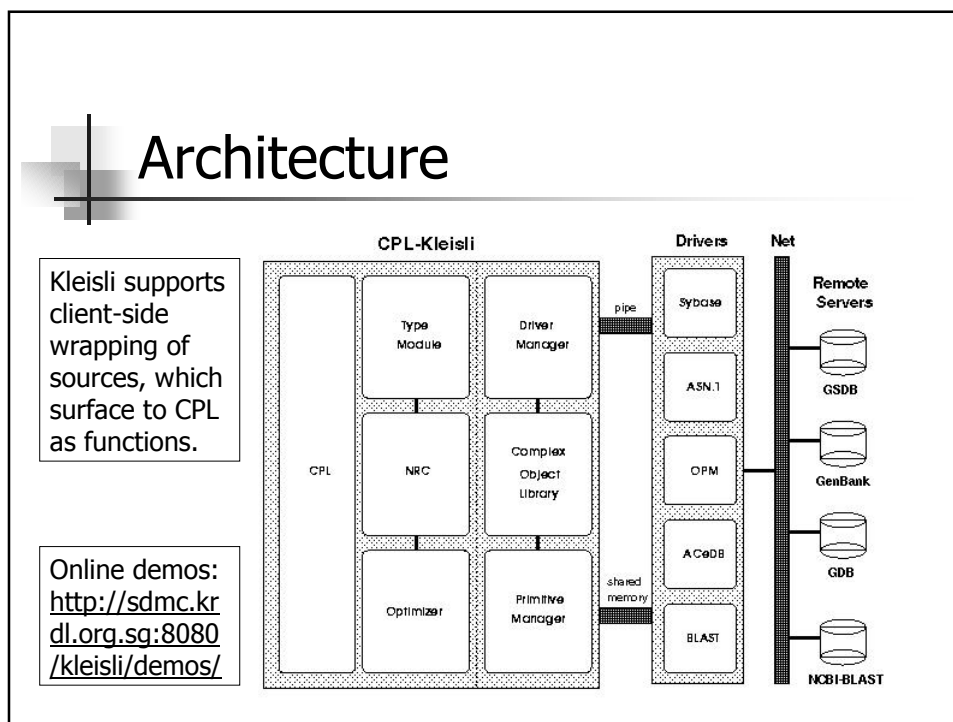 Architecture
Kleisli supports
client-side
wrapping of
sources, which
surface to CPL
as functions.
Online demos:
http://sdmc.kr
dl.org.sg:8080
/kleisli/demos/
CPL-Kleisli
CPL
Type
Module
NRC
Optimizer
Driver
Manager
Complex
Object
Library
Primitive
Manager
pipe
shared
memory
Drivers
Sybase
ASN.1
OPM
ACeDB
BLAST
Net
Remote
Servers
GSDB
GenBank
GDB
NCBI-BLAST